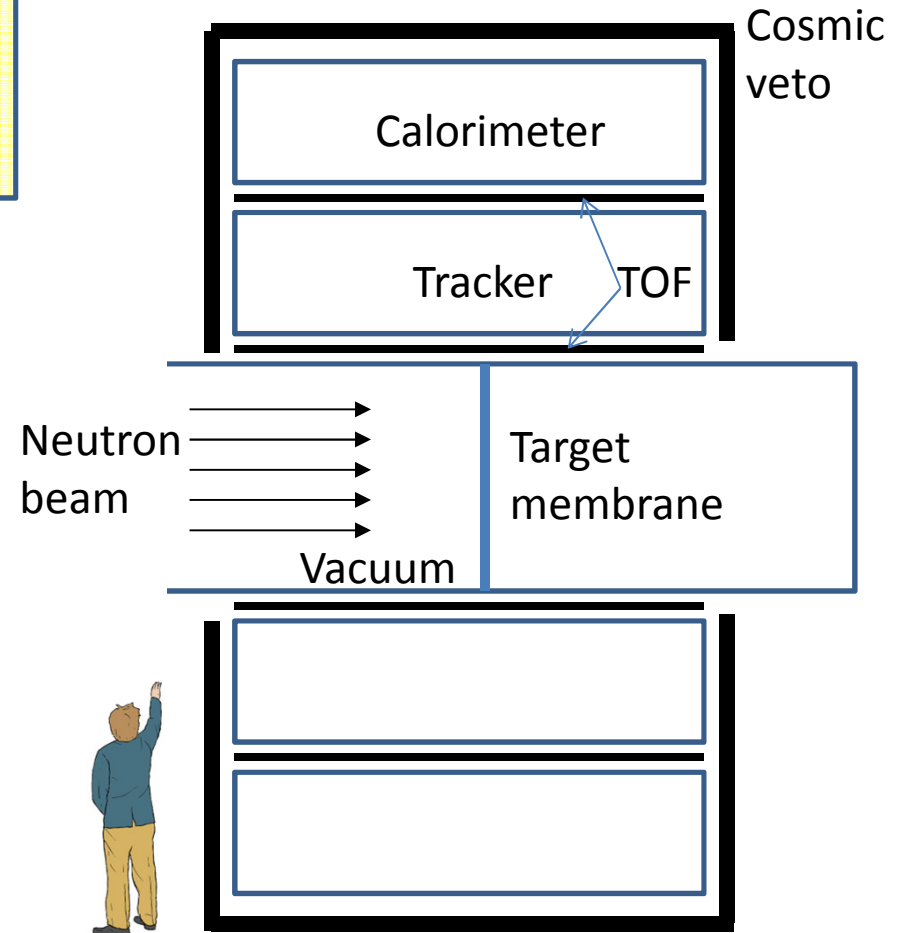 Cosmic
veto
Calorimeter
Tracker
TOF
Neutron
beam
Target
membrane
Vacuum